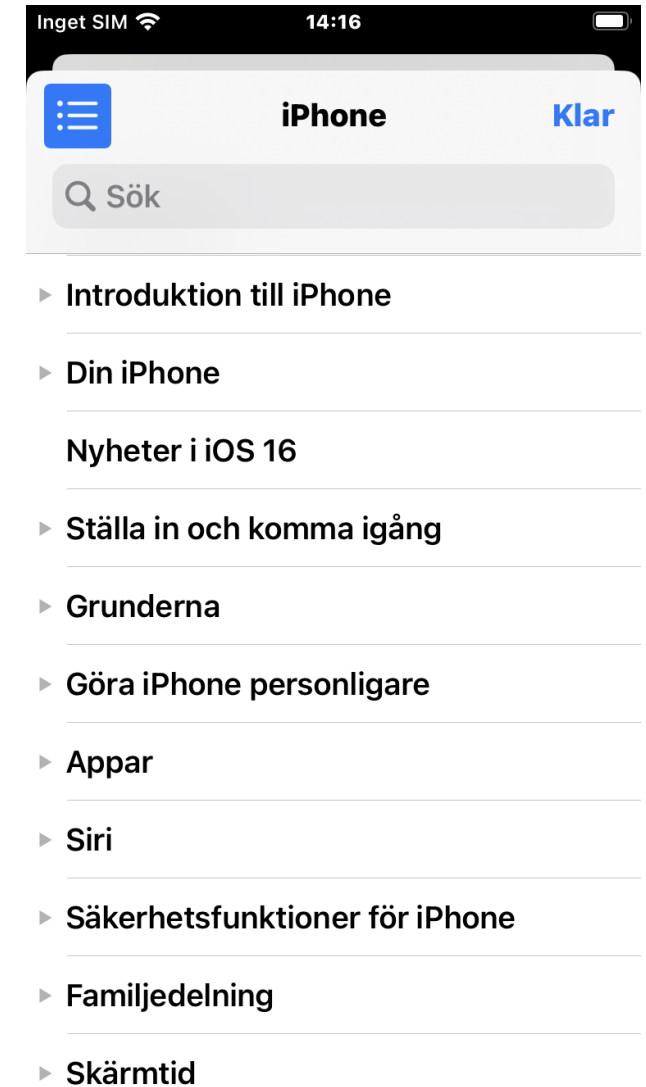 Inget SIM 14:16
iPhone Klar
Sök
Introduktion till iPhone
Din iPhone
Nyheter i iOS 16
Ställa in och komma igång
Grunderna
Göra iPhone personligare
Appar
Siri
Säkerhetsfunktioner för iPhone
Familjedelning
Skärmtid